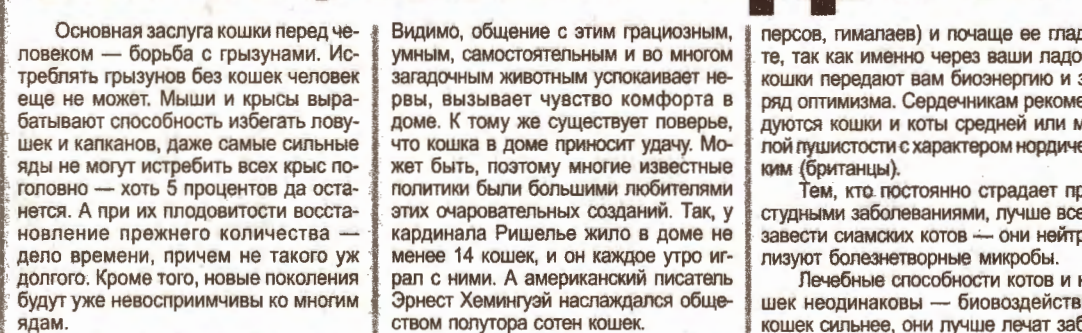 Основная заслуга кошки перед че-
ловеком — борьба с грызунами. Ис-
треблять грызунов без кошек человек
еще не может. Мыши и крысы выра-
батывают способность избегать лову-
шек и капканов, даже самые сильные
яды не могут истребить всех крыс по-
головно — хоть 5 процентов да оста-
нется. А при их плодовитости восста-
новление прежнего количества —
дело времени, причем не такого уж
долгого. Кроме того, новые поколения
будут уже невосприимчивы ко многим
ядам.
Видимо, общение с этим грациозным,
умным, самостоятельным и во многом
загадочным животным успокаивает не-
рвы, вызывает чувство комфорта в
доме. К тому же существует поверье,
что кошка в доме приносит удачу. Мо-
жет быть, поэтому многие известные
политики были большими любителями
этих очаровательных созданий. Так, у
кардинала Ришелье жило в доме не
менее 14 кошек, и он каждое утро иг-
рал с ними. А американский писатель
Эрнест Хемингуэй наслаждался обще-
ством полутора сотен кошек.
персов, гималаев) и почаще ее глад
те, так как именно через ваши ладо
кошки передают вам биоэнергию и з
ряд оптимизма. Сердечникам рекоме
дуются кошки и коты средней или м
лой пушистости с характером нордиче
ким (британцы).
Тем, кто постоянно страдает пр
студными заболеваниями, лучше все
завести сиамских котов — они нейтр
лизуют болезнетворные микробы.
Лечебные способности котов и к
шек неодинаковы — биовоздейств
кошек сильнее, они лучше лечат заб